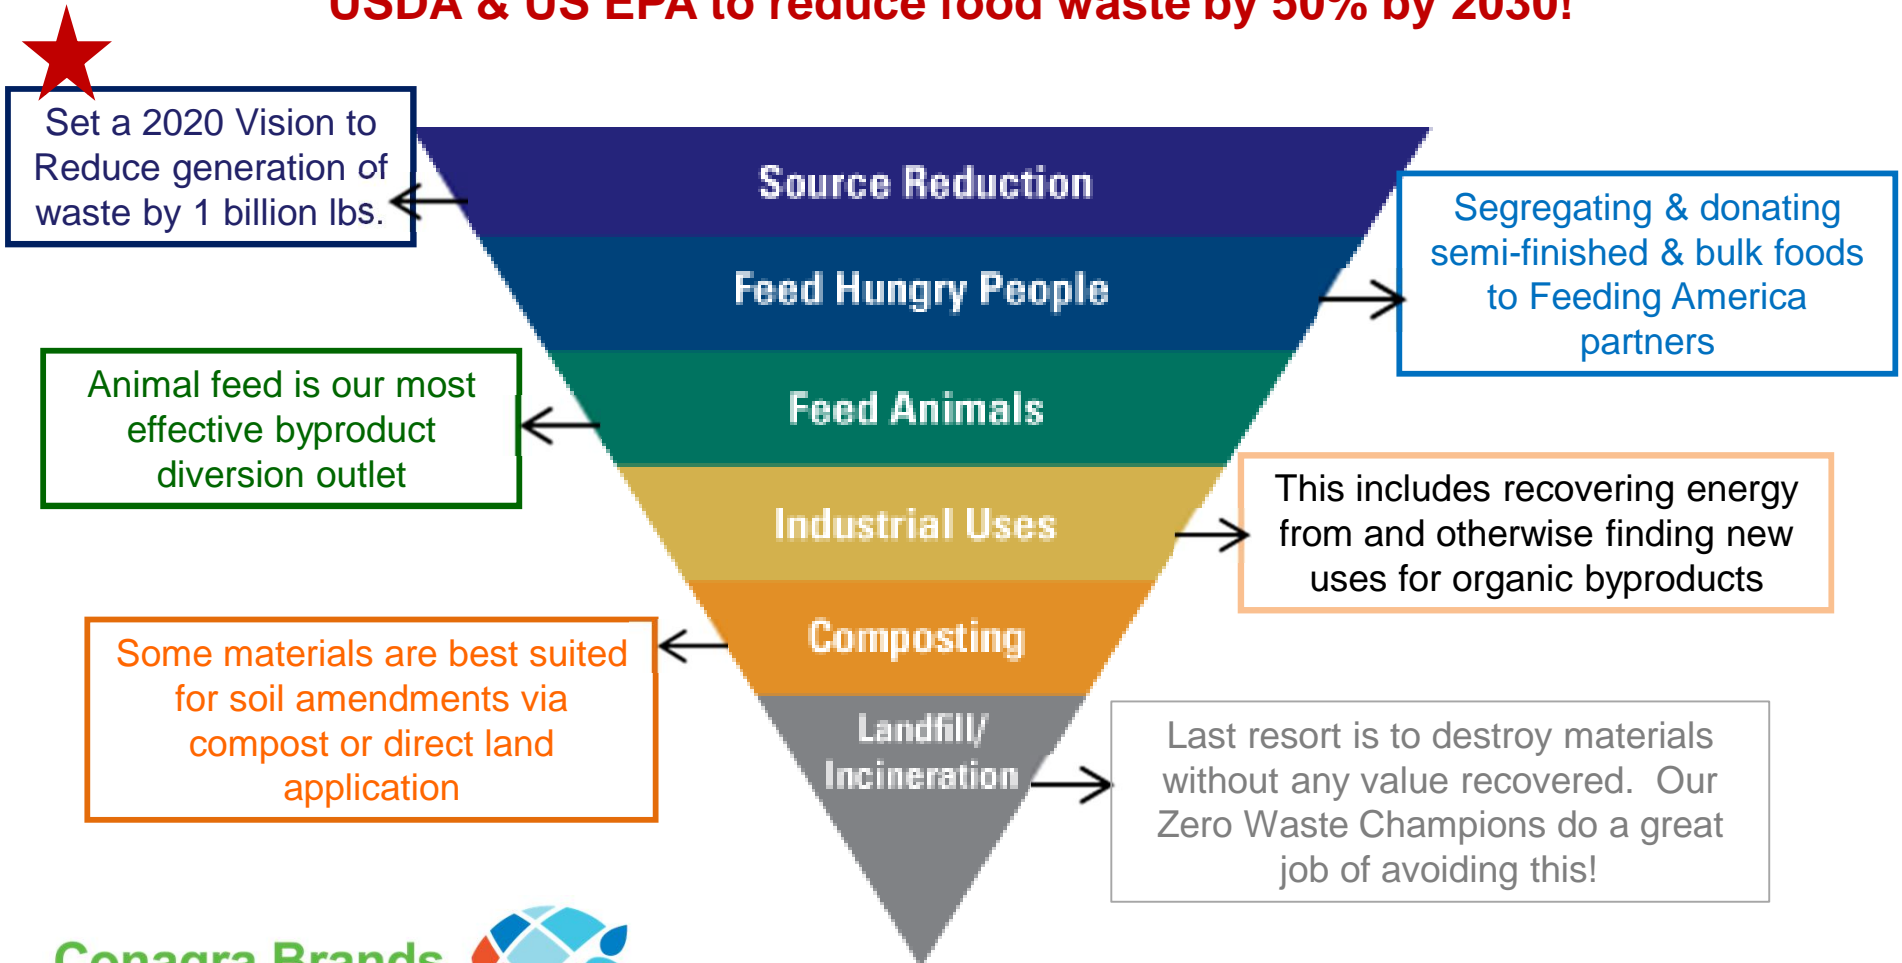 USDA & US EPA to reduce food waste by 50% by 2030!
Set a 2020 Vision to
Reduce generation of
waste by 1 billion lbs.
Source Reduction
Segregating & donating
semi-finished & bulk foods
to Feeding America
partners
Feed Hungry People
Animal feed is our most
effective byproduct
diversion outlet
Feed Animals
This includes recovering energy
from and otherwise finding new
uses for organic byproducts
Industrial Uses
Some materials are best suited
for soil amendments via
compost or direct land
application
Composting
Landfill/
Incineration
Last resort is to destroy materials
without any value recovered.  Our
Zero Waste Champions do a great
job of avoiding this!
Conagra Brands